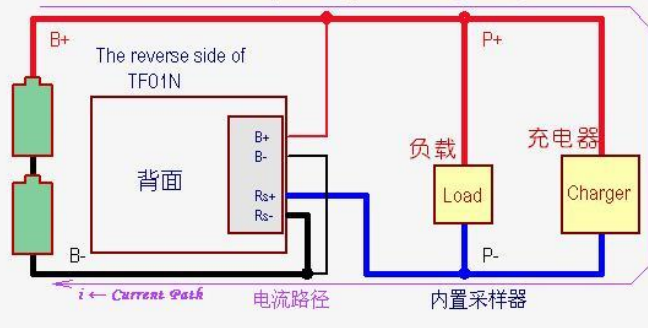 B+
P+
The reverse side of
TF01N
B+
B-
Rs+
Rs-
背面
负载
充电器
Load
Charger
B-
P-
i ← Current Path
电流路径
内置采样器